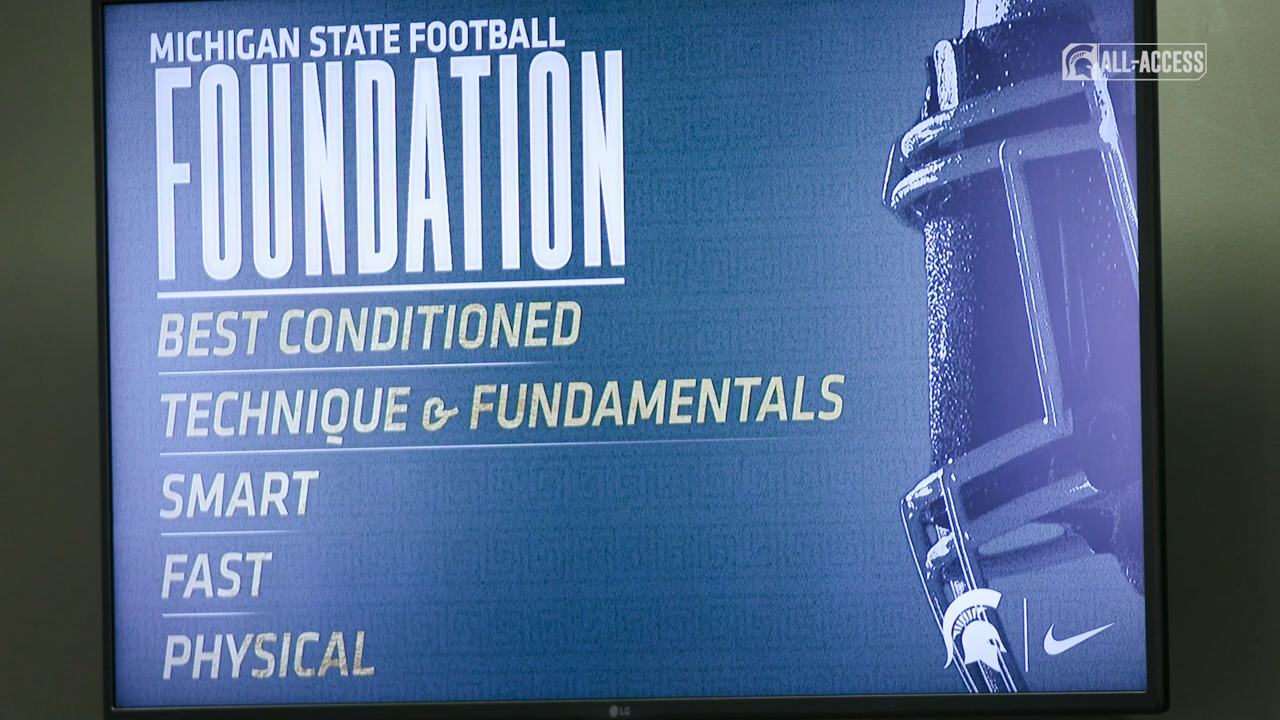 MICHIGAN STATE FOOTBALL
FOUNDATION
BEST CONDITIONED
TECHNIQUE & FUNDAMENTALS
SMART
FAST
PHYSICAL
ALL-ACCESS
LG